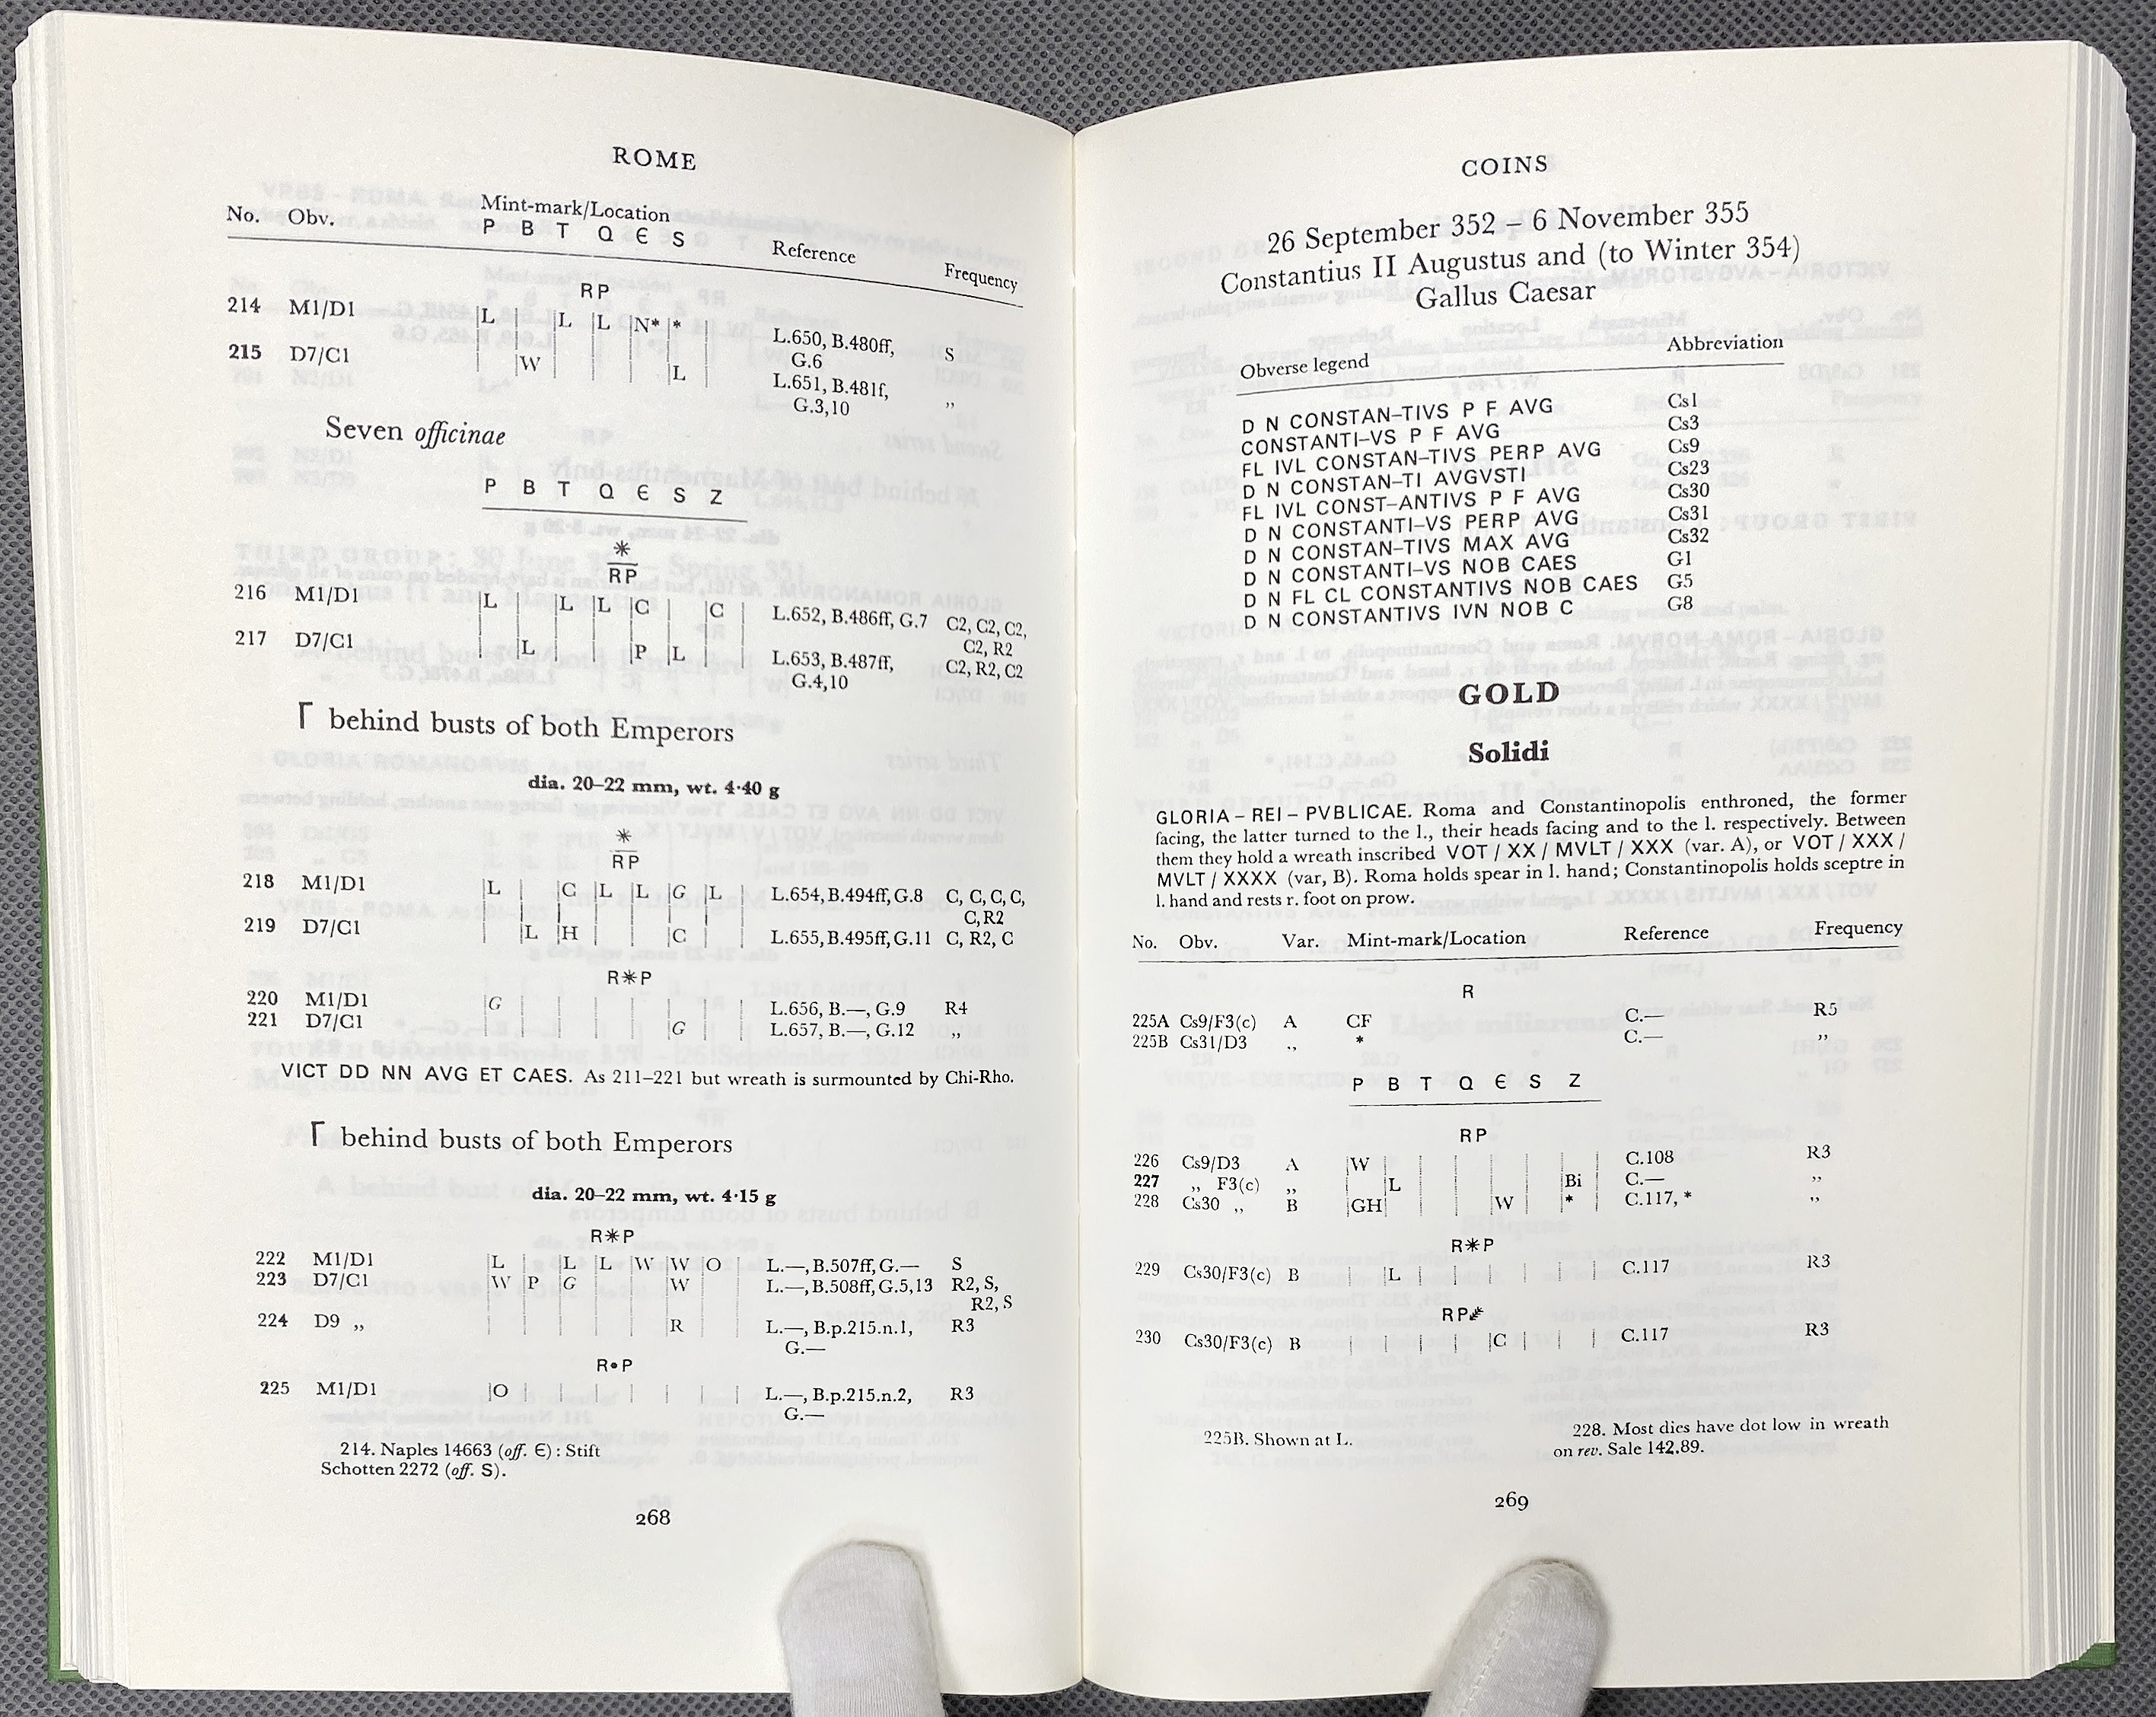 ROME
No. Obv. Mint-mark/Location
P B T Q Є S Reference Frequency
RP
214 M1/D1 |L | |L |L |N* |* | L.650, B.480ff, S
G.6
215 D7/C1 | |W | | | |L | L.651, B.481f, ,,
G.3,10
Seven officinae
P B T Q Є S Z
*
RP
216 M1/D1 |L | |L |L |C | |C | L.652, B.486ff, G.7 C2, C2, C2,
C2, R2
217 D7/C1 | |L | | |P |L | | L.653, B.487ff, C2, R2, C2
G.4,10
Γ behind busts of both Emperors
dia. 20–22 mm, wt. 4·40 g
*
RP
218 M1/D1 |L | |C |L |L |G |L | L.654, B.494ff, G.8 C, C, C, C,
C, R2
219 D7/C1 | |L |H | | |C | | L.655, B.495ff, G.11 C, R2, C
R*P
220 M1/D1 |G | | | | | | | L.656, B.—, G.9 R4
221 D7/C1 | | | | | |G | | L.657, B.—, G.12 ,,
VICT DD NN AVG ET CAES. As 211–221 but wreath is surmounted by Chi-Rho.
Γ behind busts of both Emperors
dia. 20–22 mm, wt. 4·15 g
R*P
222 M1/D1 |L | |L |L |W |W |O | L.—, B.507ff, G.— S
223 D7/C1 |W |P |G | | |W | | L.—, B.508ff, G.5,13 R2, S,
R2, S
224 D9 ,, | | | | | |R | | L.—, B.p.215.n.1, R3
G.—
R•P
225 M1/D1 |O | | | | | | | L.—, B.p.215.n.2, R3
G.—
214. Naples 14663 (off. Є): Stift
Schotten 2272 (off. S).
268
COINS
26 September 352 – 6 November 355
Constantius II Augustus and (to Winter 354)
Gallus Caesar
Obverse legend Abbreviation
D N CONSTAN–TIVS P F AVG Cs1
CONSTANTI–VS P F AVG Cs3
FL IVL CONSTAN–TIVS PERP AVG Cs9
D N CONSTAN–TI AVGVSTI Cs23
FL IVL CONST–ANTIVS P F AVG Cs30
D N CONSTANTI–VS PERP AVG Cs31
D N CONSTAN–TIVS MAX AVG Cs32
D N CONSTANTI–VS NOB CAES G1
D N FL CL CONSTANTIVS NOB CAES G5
D N CONSTANTIVS IVN NOB C G8
GOLD
Solidi
GLORIA – REI – PVBLICAE. Roma and Constantinopolis enthroned, the former
facing, the latter turned to the l., their heads facing and to the l. respectively. Between
them they hold a wreath inscribed VOT / XX / MVLT / XXX (var. A), or VOT / XXX /
MVLT / XXXX (var, B). Roma holds spear in l. hand; Constantinopolis holds sceptre in
l. hand and rests r. foot on prow.
No. Obv. Var. Mint-mark/Location Reference Frequency
R
225A Cs9/F3(c) A CF C.— R5
225B Cs31/D3 ,, * C.— ,,
P B T Q Є S Z
RP
226 Cs9/D3 A |W | | | | | | | C.108 R3
227 ,, F3(c) ,, | |L | | | | |Bi | C.— ,,
228 Cs30 ,, B |GH| | | |W | |* | C.117, * ,,
R*P
229 Cs30/F3(c) B | |L | | | | | | C.117 R3
RP⸙
230 Cs30/F3(c) B | | | | |C | | | C.117 R3
225B. Shown at L.
228. Most dies have dot low in wreath
on rev. Sale 142.89.
269